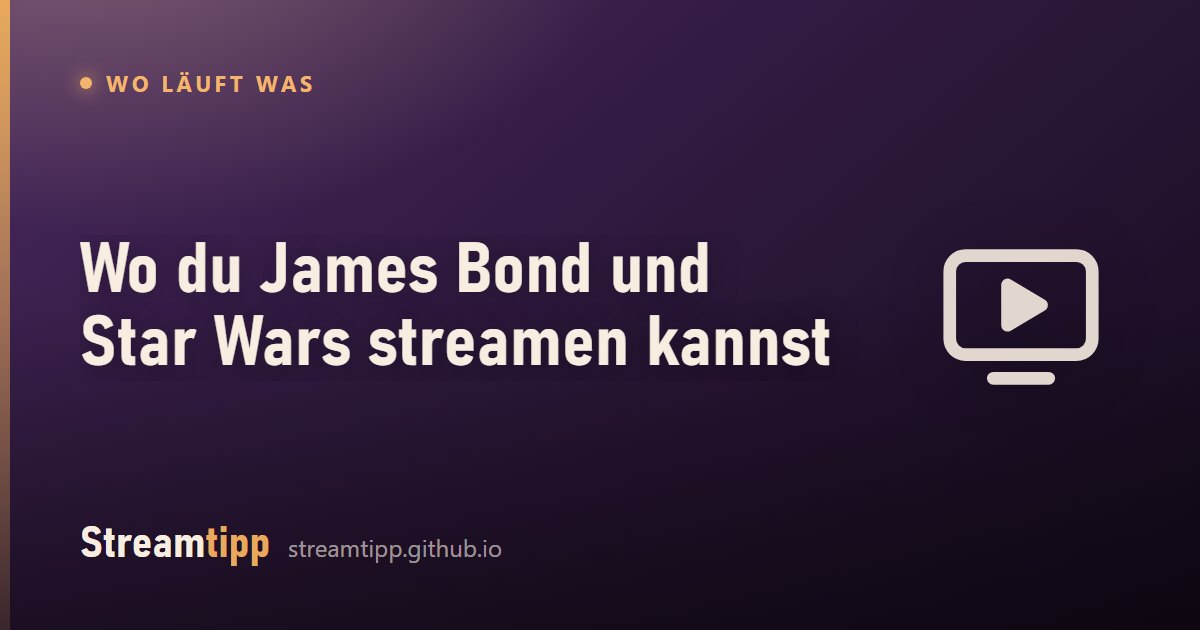 WO LÄUFT WAS
Wo du James Bond und
Star Wars streamen kannst
Streamtipp streamtipp.github.io